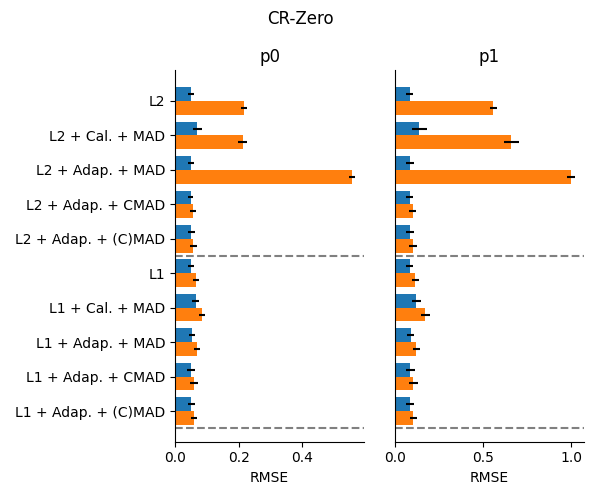 CR-Zero
p0
p1
L2
L2 + Cal. + MAD
L2 + Adap. + MAD
L2 + Adap. + CMAD
L2 + Adap. + (C)MAD
L1
L1 + Cal. + MAD
L1 + Adap. + MAD
L1 + Adap. + CMAD
L1 + Adap. + (C)MAD
0.0 0.2 0.4
0.0 0.5 1.0
RMSE
RMSE